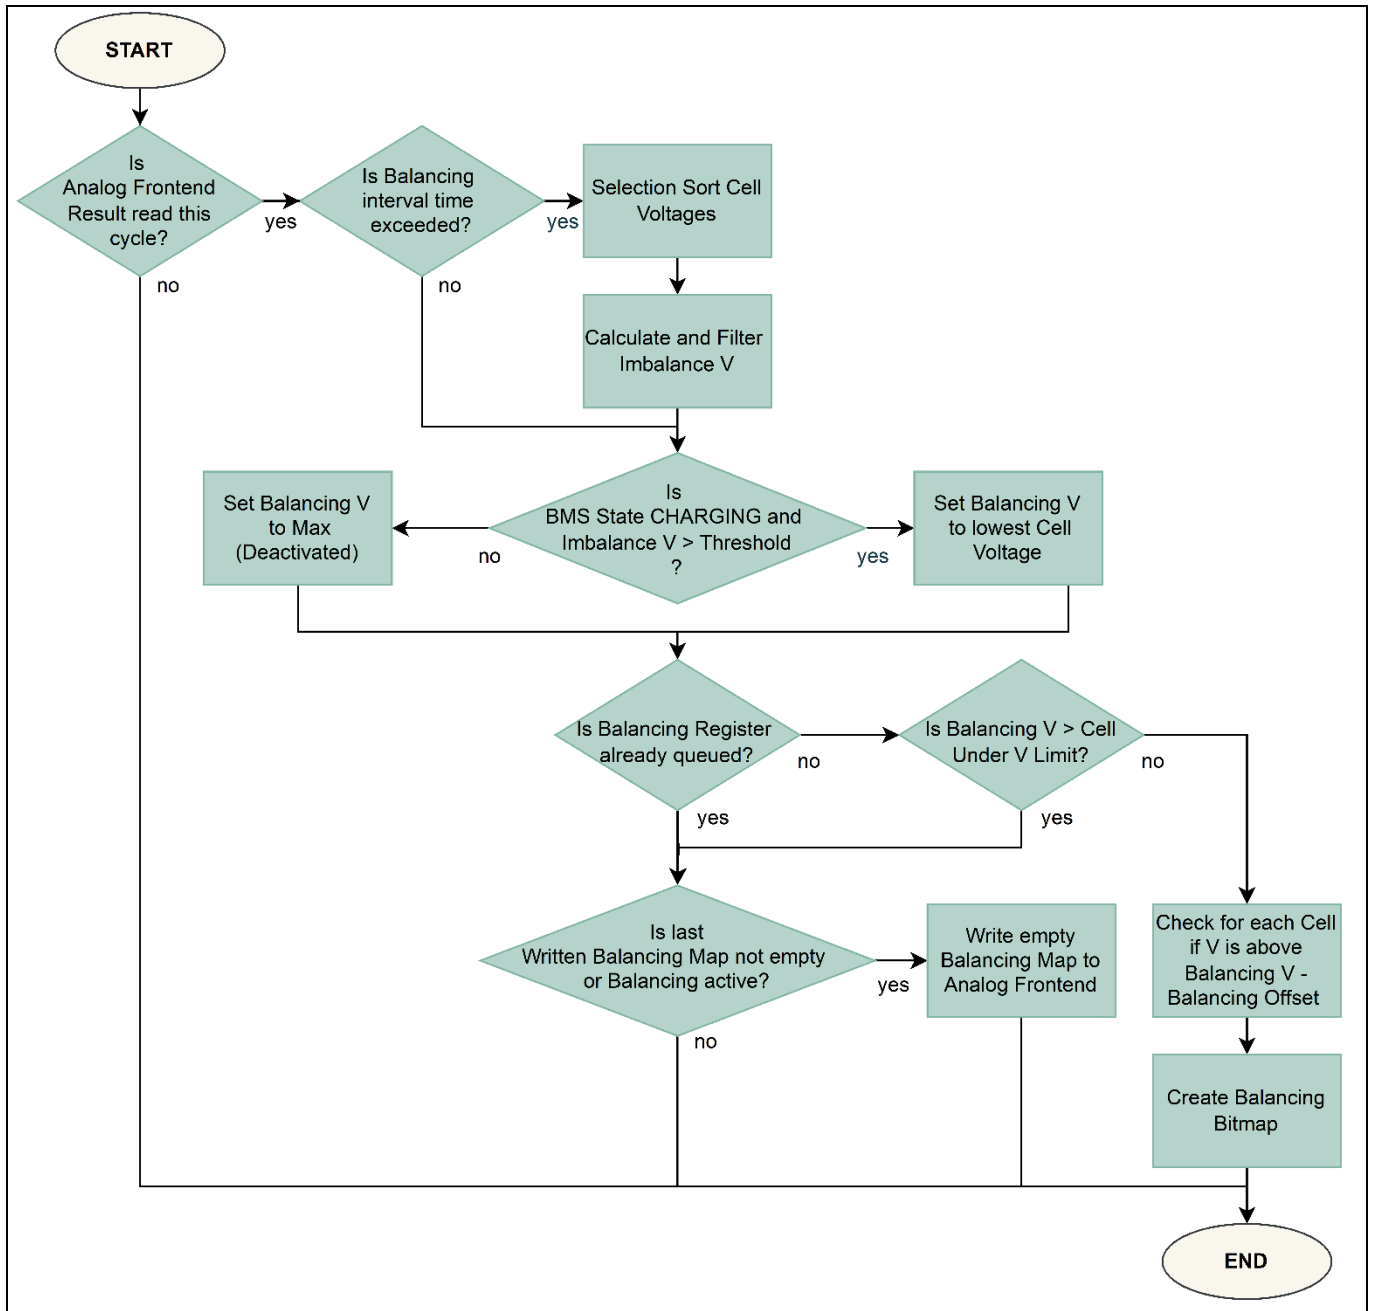 START
Is
Analog Frontend
Result read this
cycle?
yes
no
Is Balancing
interval time
exceeded?
yes
no
Selection Sort Cell
Voltages
Calculate and Filter
Imbalance V
Set Balancing V
to Max
(Deactivated)
no
Is
BMS State CHARGING and
Imbalance V > Threshold
?
yes
Set Balancing V
to lowest Cell
Voltage
Is Balancing Register
already queued?
no
yes
Is Balancing V > Cell
Under V Limit?
no
yes
Is last
Written Balancing Map not empty
or Balancing active?
yes
no
Write empty
Balancing Map to
Analog Frontend
Check for each Cell
if V is above
Balancing V -
Balancing Offset
Create Balancing
Bitmap
END